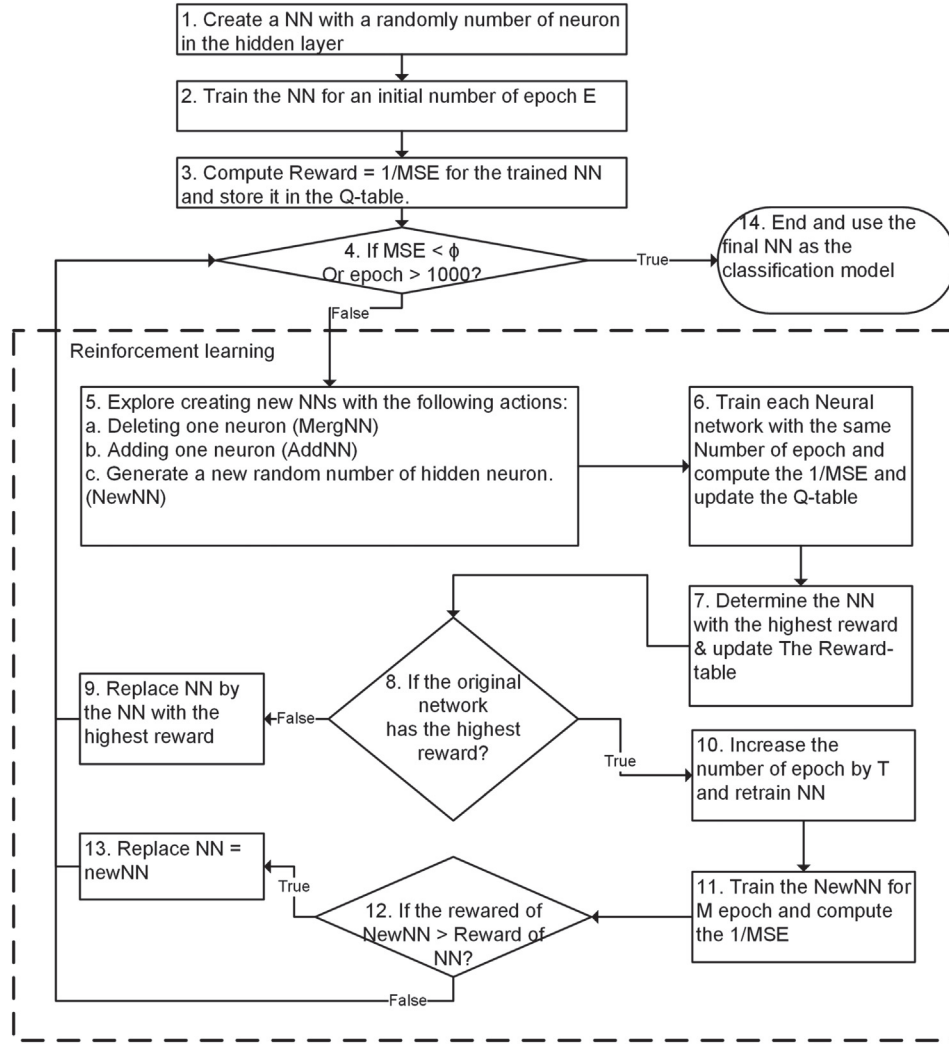 1. Create a NN with a randomly number of neuron
in the hidden layer
2. Train the NN for an initial number of epoch E
3. Compute Reward = 1/MSE for the trained NN
and store it in the Q-table.
4. If MSE < ϕ
Or epoch > 1000?
True
14. End and use the
final NN as the
classification model
False
Reinforcement learning
5. Explore creating new NNs with the following actions:
a. Deleting one neuron (MergNN)
b. Adding one neuron (AddNN)
c. Generate a new random number of hidden neuron.
(NewNN)
6. Train each Neural
network with the same
Number of epoch and
compute the 1/MSE and
update the Q-table
7. Determine the NN
with the highest reward
& update The Reward-
table
8. If the original
network
has the highest
reward?
False
9. Replace NN by
the NN with the
highest reward
True
10. Increase the
number of epoch by T
and retrain NN
11. Train the NewNN for
M epoch and compute
the 1/MSE
12. If the rewared of
NewNN > Reward of
NN?
True
13. Replace NN =
newNN
False